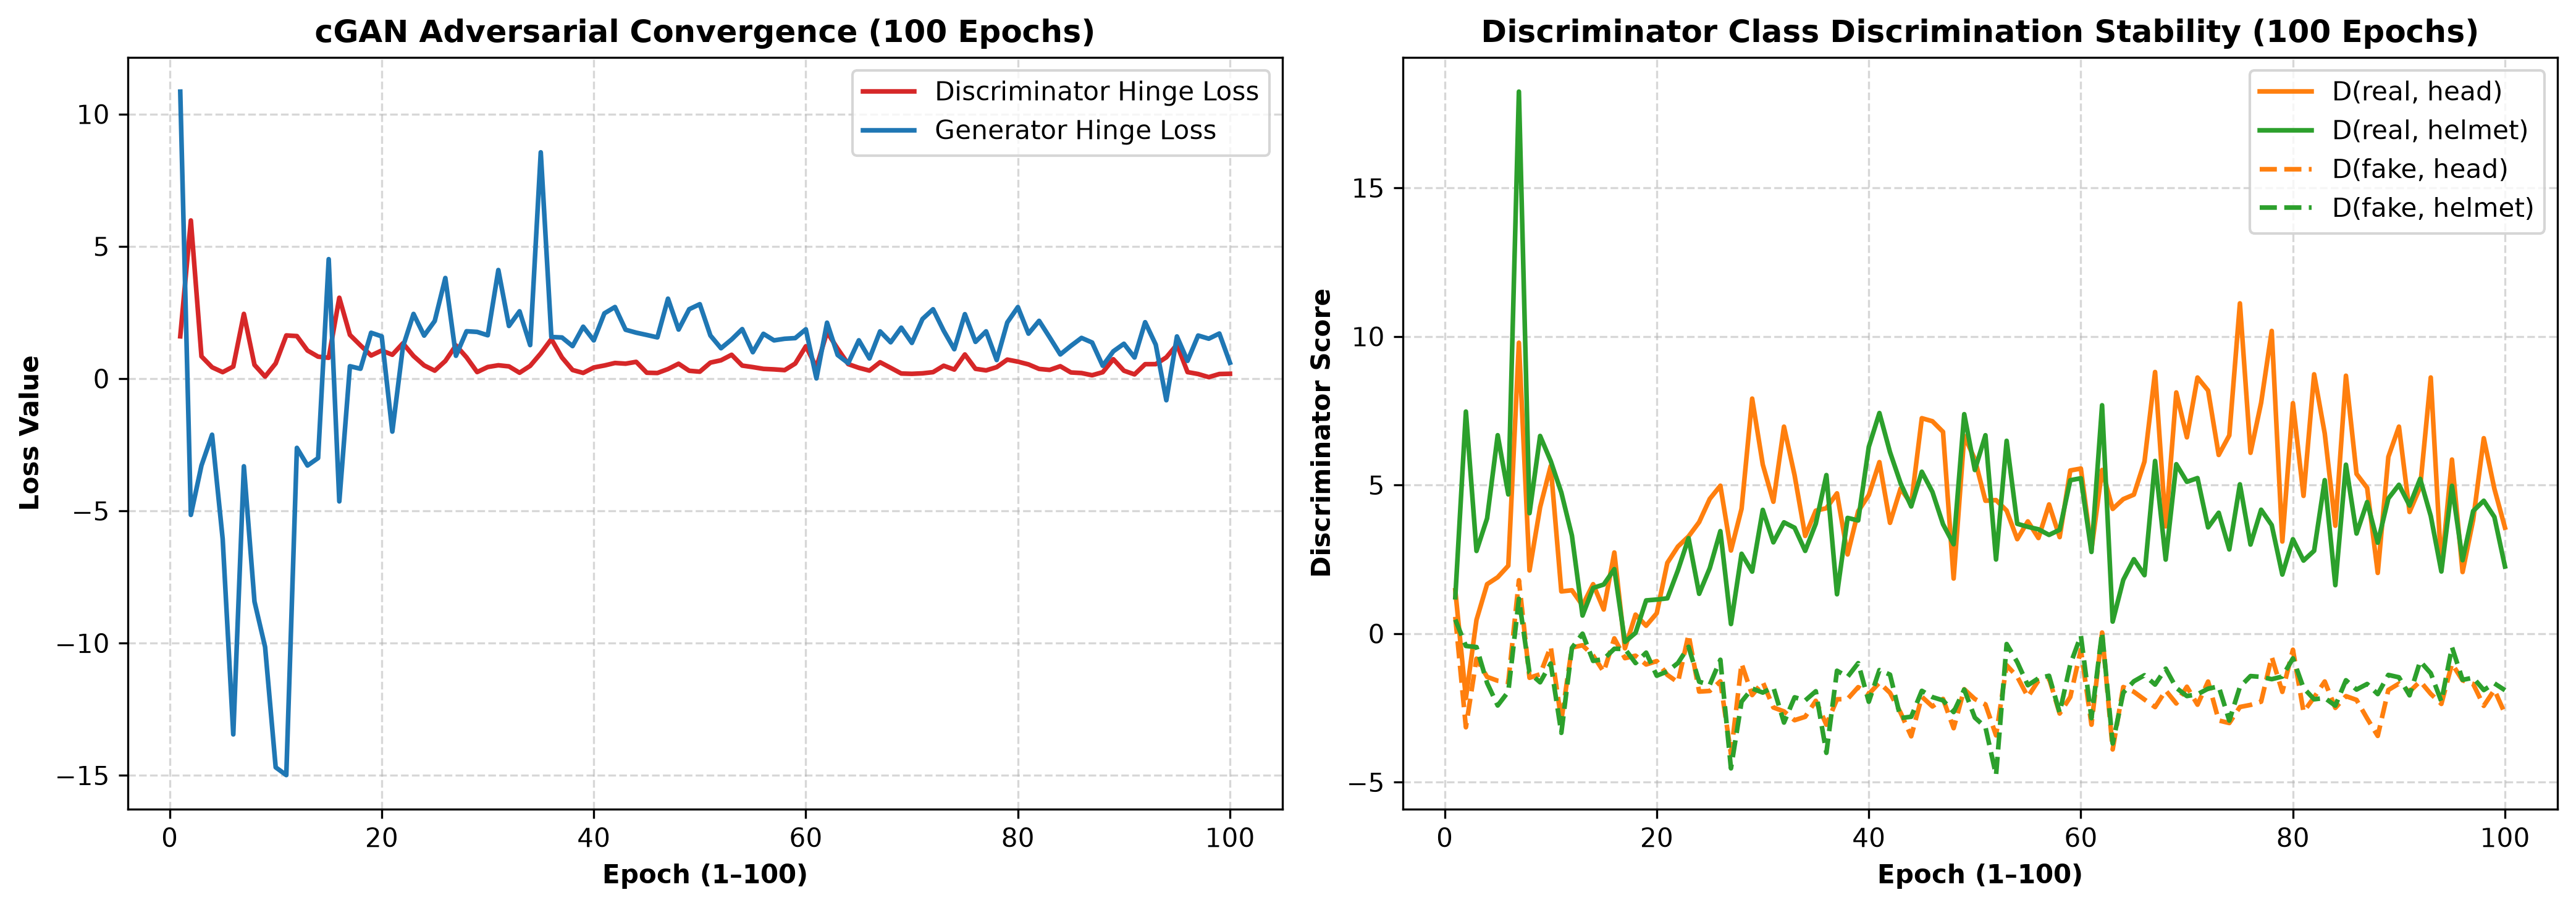 cGAN Adversarial Convergence (100 Epochs)
Discriminator Hinge Loss
Generator Hinge Loss
10
5
0
−5
−10
−15
Loss Value
0 20 40 60 80 100
Epoch (1–100)
Discriminator Class Discrimination Stability (100 Epochs)
D(real, head)
D(real, helmet)
D(fake, head)
D(fake, helmet)
15
10
5
0
−5
Discriminator Score
0 20 40 60 80 100
Epoch (1–100)